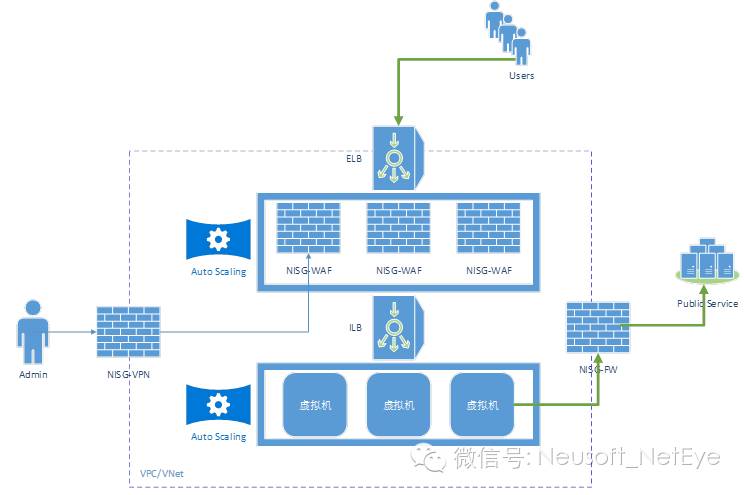 Users
ELB
NISG-WAF
NISG-WAF
NISG-WAF
Auto Scaling
Public Service
ILB
Admin
NISG-VPN
NISG-FW
虚拟机
虚拟机
虚拟机
Auto Scaling
VPC/VNet
微信号: Neusoft_NetEye